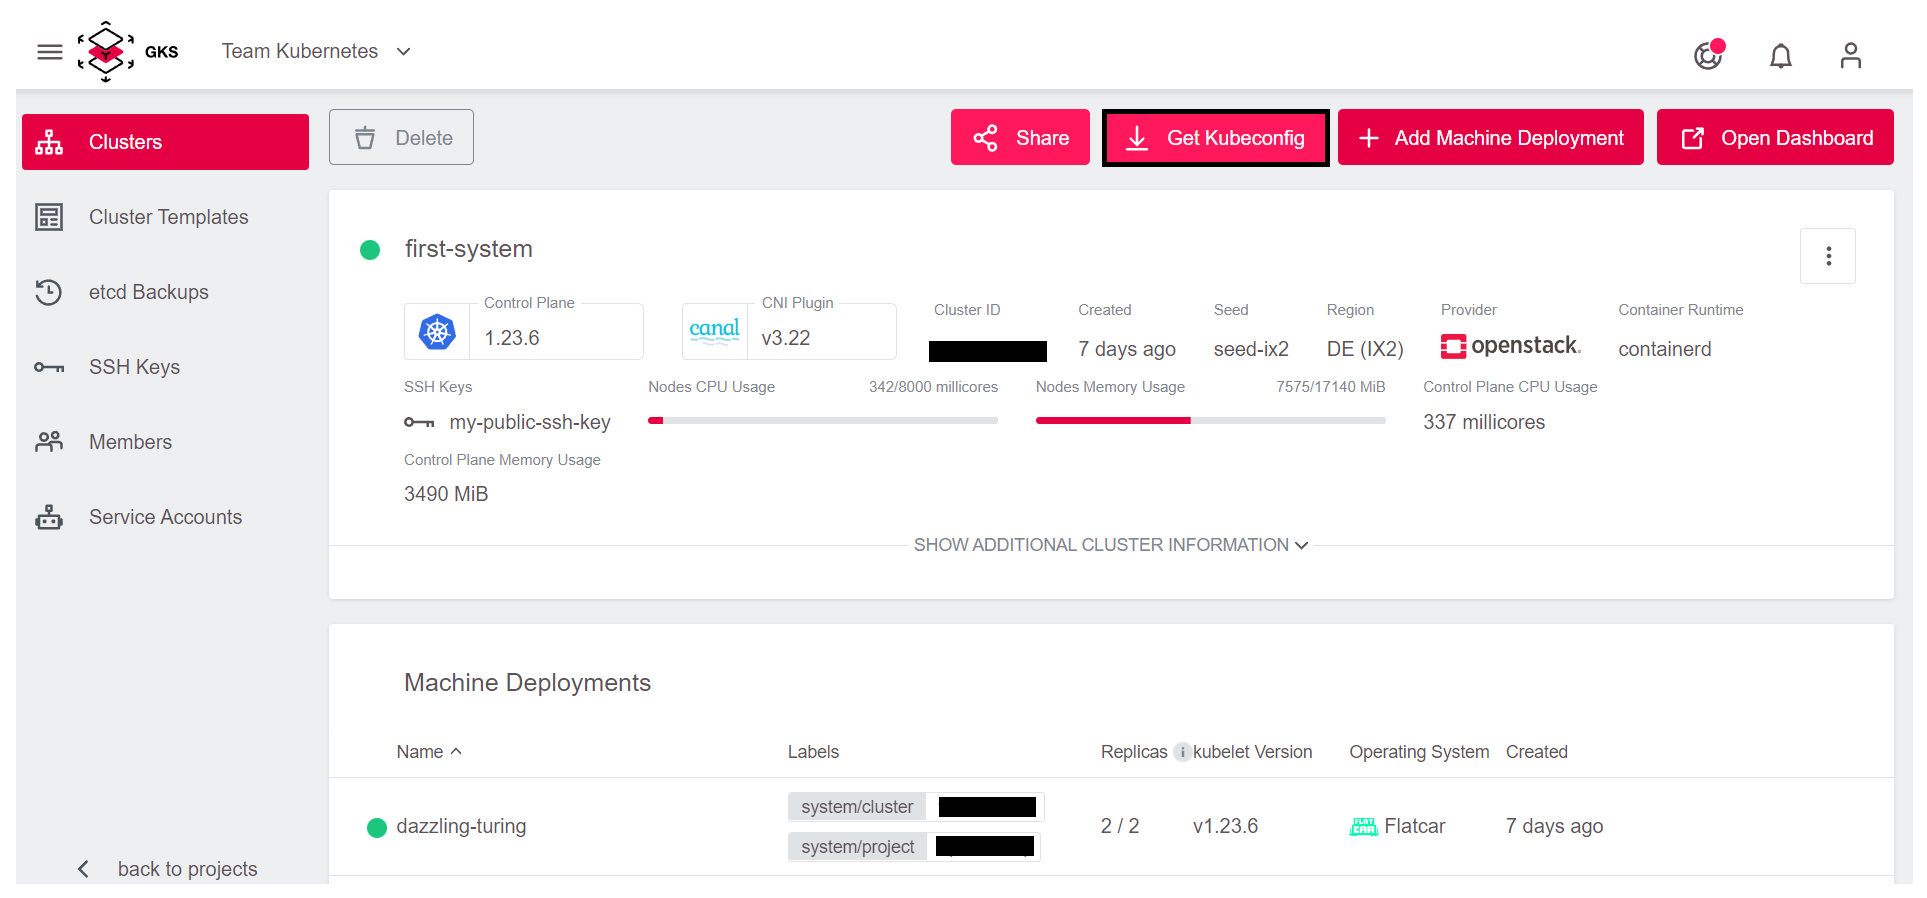 GKS
Team Kubernetes
Clusters
Cluster Templates
etcd Backups
SSH Keys
Members
Service Accounts
back to projects
Delete
Share
Get Kubeconfig
Add Machine Deployment
Open Dashboard
first-system
Control Plane
1.23.6
canal
CNI Plugin
v3.22
Cluster ID
Created
7 days ago
Seed
seed-ix2
Region
DE (IX2)
Provider
openstack.
Container Runtime
containerd
SSH Keys
my-public-ssh-key
Nodes CPU Usage 342/8000 millicores
Nodes Memory Usage 7575/17140 MiB
Control Plane CPU Usage
337 millicores
Control Plane Memory Usage
3490 MiB
SHOW ADDITIONAL CLUSTER INFORMATION
Machine Deployments
Name Labels Replicas kubelet Version Operating System Created
dazzling-turing
system/cluster
system/project
2 / 2
v1.23.6
FLAT
CAR
Flatcar
7 days ago